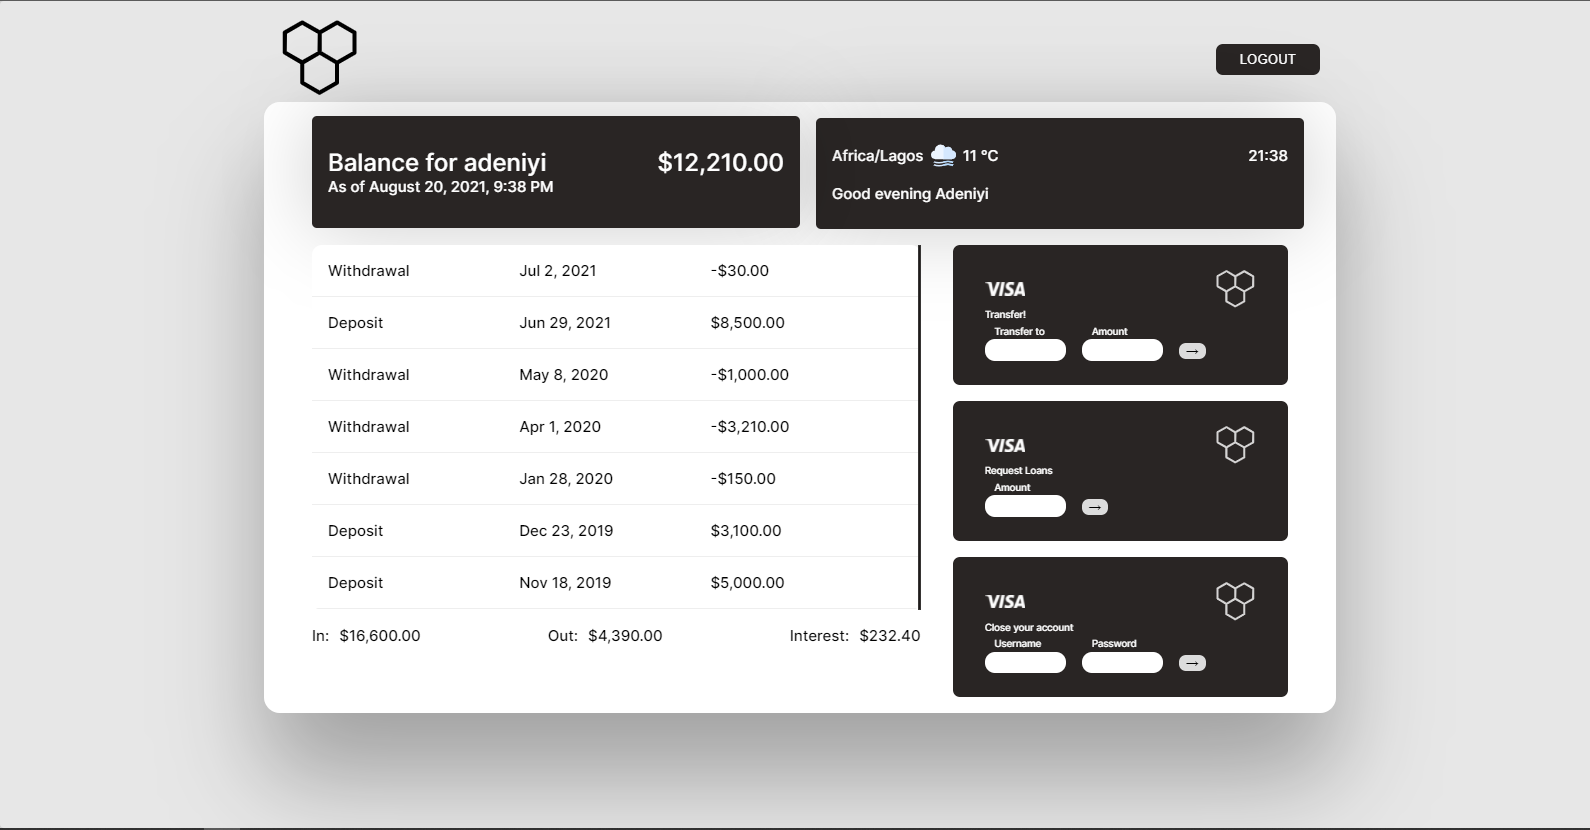 LOGOUT
Balance for adeniyi $12,210.00
As of August 20, 2021, 9:38 PM
Africa/Lagos 11 °C 21:38
Good evening Adeniyi
Withdrawal Jul 2, 2021 -$30.00
Deposit Jun 29, 2021 $8,500.00
Withdrawal May 8, 2020 -$1,000.00
Withdrawal Apr 1, 2020 -$3,210.00
Withdrawal Jan 28, 2020 -$150.00
Deposit Dec 23, 2019 $3,100.00
Deposit Nov 18, 2019 $5,000.00
In: $16,600.00 Out: $4,390.00 Interest: $232.40
VISA
Transfer!
Transfer to Amount
→
VISA
Request Loans
Amount
→
VISA
Close your account
Username Password
→